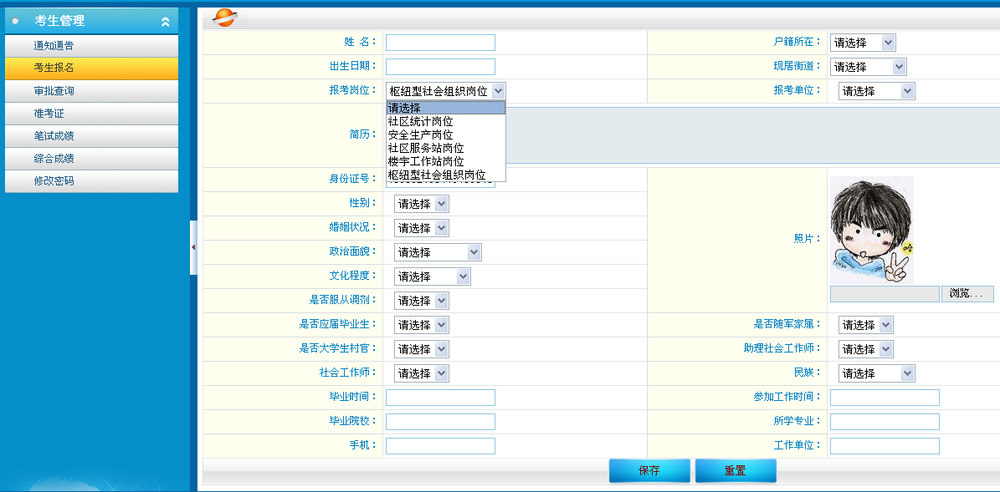 考生管理
通知通告
考生报名
审批查询
准考证
笔试成绩
综合成绩
修改密码
姓 名：
户籍所在： 请选择
出生日期：
现居街道： 请选择
报考岗位： 枢纽型社会组织岗位
报考单位： 请选择
请选择
社区统计岗位
安全生产岗位
社区服务站岗位
楼宇工作站岗位
枢纽型社会组织岗位
简历：
身份证号：
性别： 请选择
婚姻状况： 请选择
政治面貌： 请选择
文化程度： 请选择
是否服从调剂： 请选择
照片：
哈
浏览...
是否应届毕业生： 请选择
是否随军家属： 请选择
是否大学生村官： 请选择
助理社会工作师： 请选择
社会工作师： 请选择
民族： 请选择
毕业时间：
参加工作时间：
毕业院校：
所学专业：
手机：
工作单位：
保存
重置